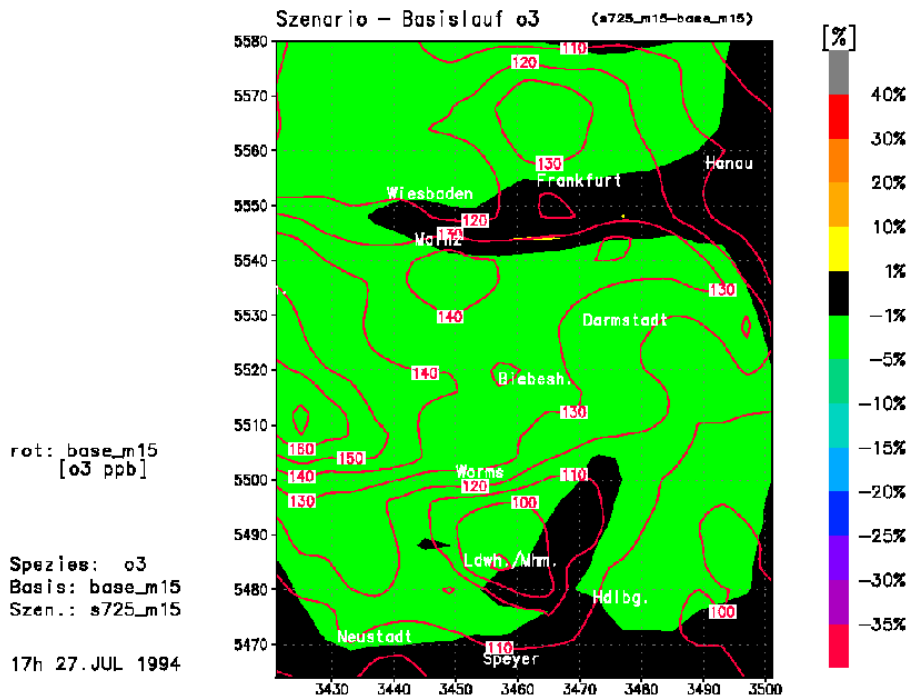 Szenario - Basislauf o3 (s725_m15-base_m15)
[%]
5580
5570
5560
5550
5540
5530
5520
5510
5500
5490
5480
5470
3430 3440 3450 3460 3470 3480 3490 3500
110
120
130
Hanau
Frankfurt
Wiesbaden
120
130
Mainz
130
140
Darmstadt
140
Biebesh.
130
160
150
140
130
Worms
120
110
100
Ldwh./Mhm.
Hdlbg.
100
Neustadt
110
Speyer
40%
30%
20%
10%
1%
-1%
-5%
-10%
-15%
-20%
-25%
-30%
-35%
rot: base_m15
[o3 ppb]
Spezies: o3
Basis: base_m15
Szen.: s725_m15
17h 27.JUL 1994